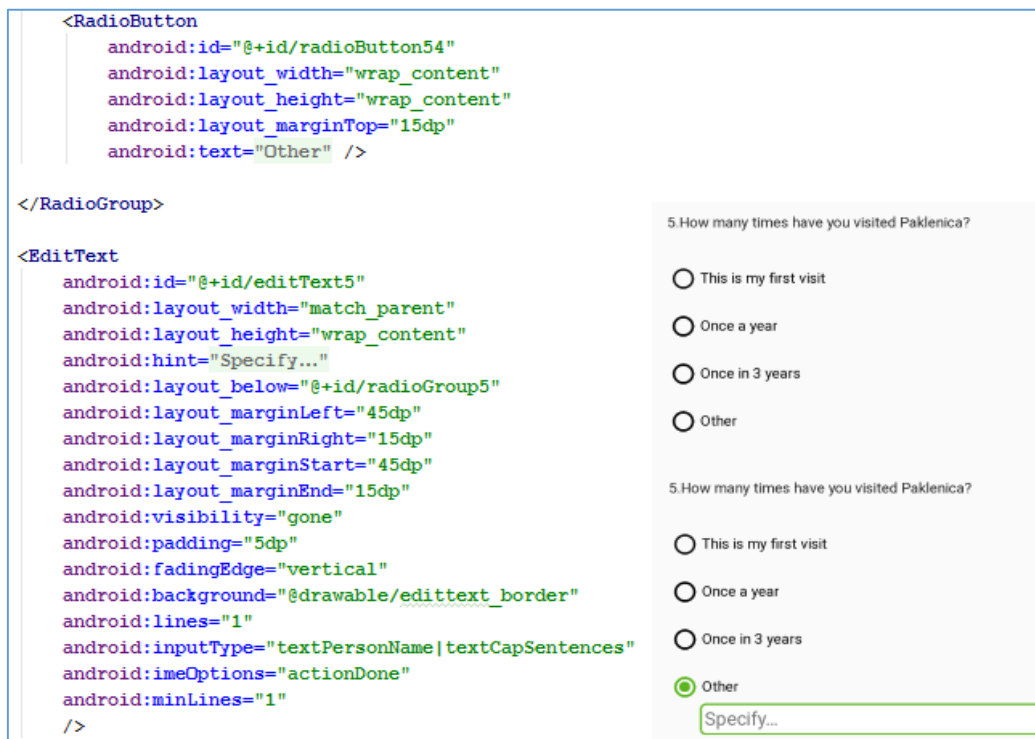 <RadioButton
android:id="@+id/radioButton54"
android:layout_width="wrap_content"
android:layout_height="wrap_content"
android:layout_marginTop="15dp"
android:text="Other" />
</RadioGroup>
<EditText
android:id="@+id/editText5"
android:layout_width="match_parent"
android:layout_height="wrap_content"
android:hint="Specify..."
android:layout_below="@+id/radioGroup5"
android:layout_marginLeft="45dp"
android:layout_marginRight="15dp"
android:layout_marginStart="45dp"
android:layout_marginEnd="15dp"
android:visibility="gone"
android:padding="5dp"
android:fadingEdge="vertical"
android:background="@drawable/edittext_border"
android:lines="1"
android:inputType="textPersonName|textCapSentences"
android:imeOptions="actionDone"
android:minLines="1"
/>
5.How many times have you visited Paklenica?
This is my first visit
Once a year
Once in 3 years
Other
5.How many times have you visited Paklenica?
This is my first visit
Once a year
Once in 3 years
Other
Specify...